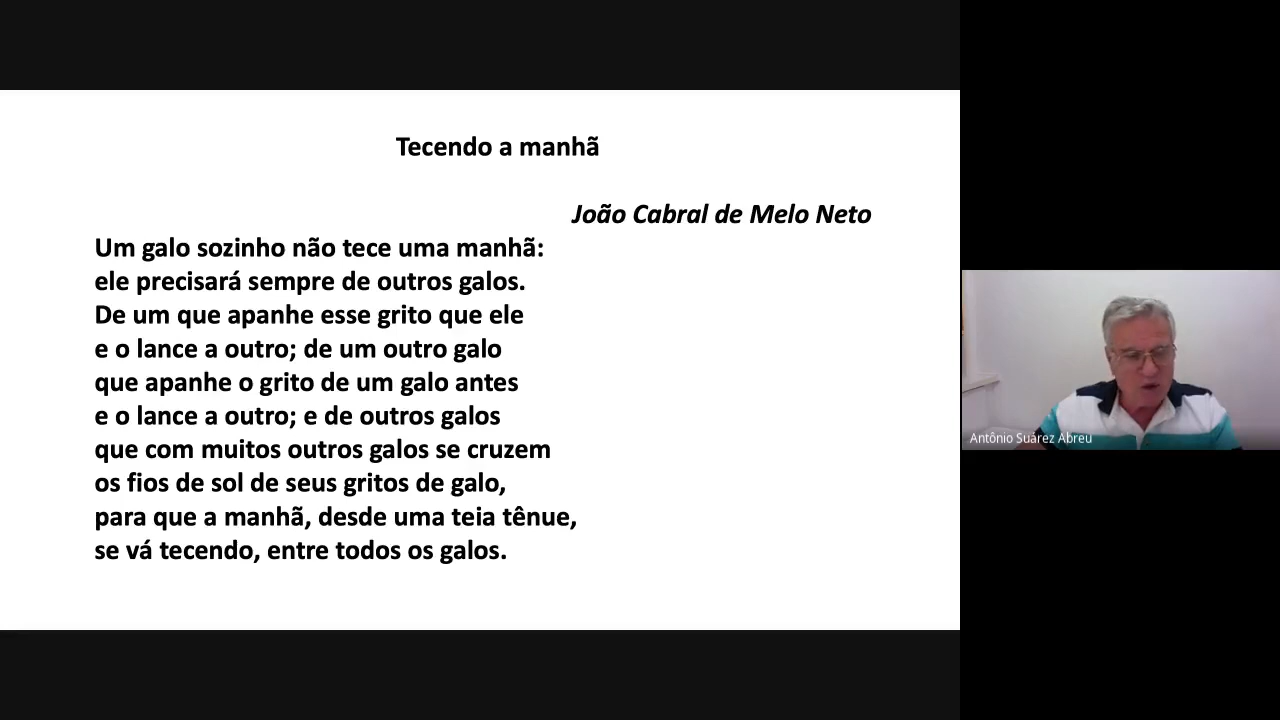 Tecendo a manhã
João Cabral de Melo Neto
Um galo sozinho não tece uma manhã:
ele precisará sempre de outros galos.
De um que apanhe esse grito que ele
e o lance a outro; de um outro galo
que apanhe o grito de um galo antes
e o lance a outro; e de outros galos
que com muitos outros galos se cruzem
os fios de sol de seus gritos de galo,
para que a manhã, desde uma teia tênue,
se vá tecendo, entre todos os galos.
Antônio Suárez Abreu